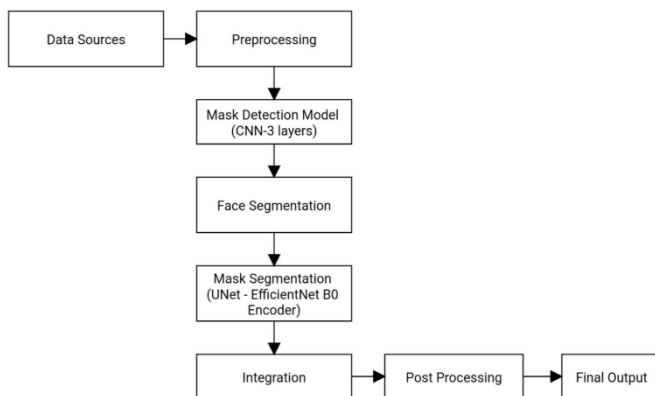 Data Sources
Preprocessing
Mask Detection Model
(CNN-3 layers)
Face Segmentation
Mask Segmentation
(UNet - EfficientNet B0
Encoder)
Integration
Post Processing
Final Output